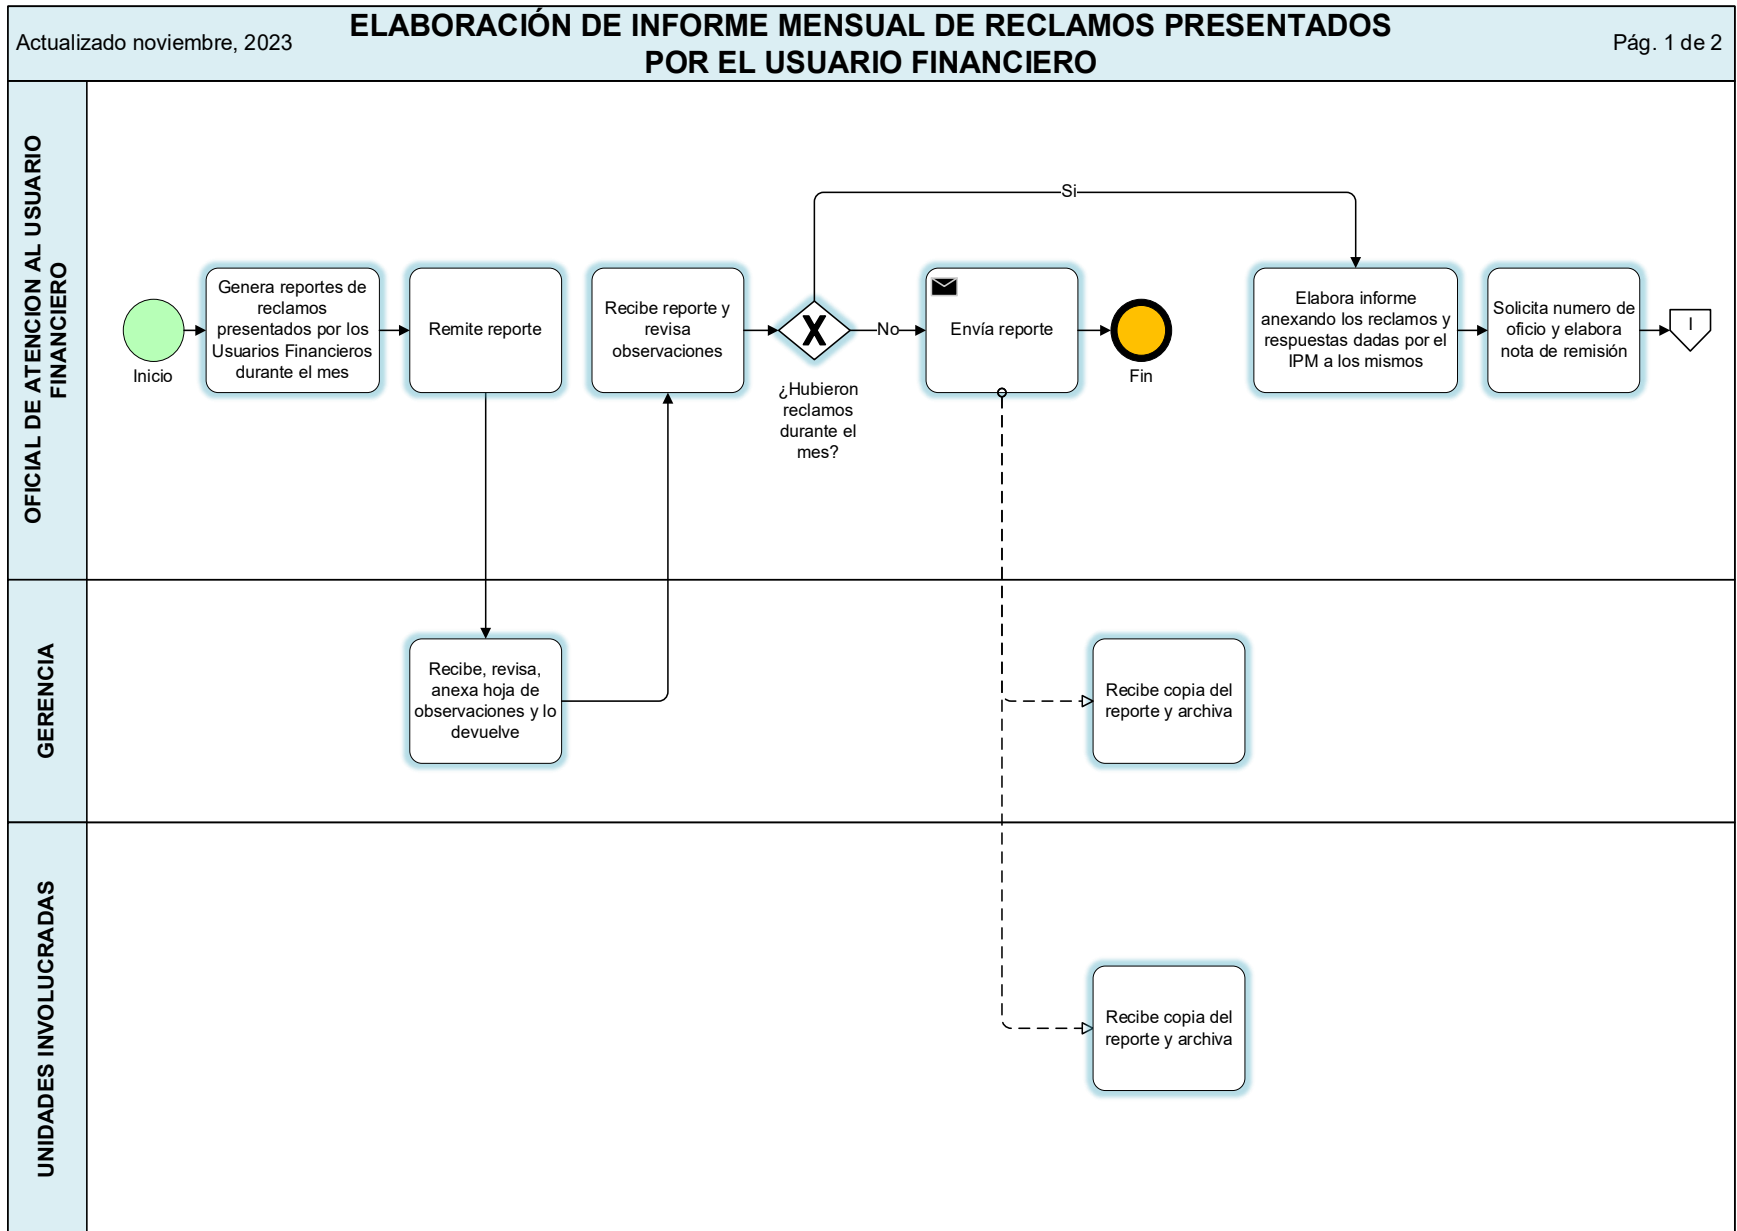 Actualizado noviembre, 2023
ELABORACIÓN DE INFORME MENSUAL DE RECLAMOS PRESENTADOS
POR EL USUARIO FINANCIERO
Pág. 1 de 2
OFICIAL DE ATENCION AL USUARIO
FINANCIERO
Inicio
Genera reportes de
reclamos
presentados por los
Usuarios Financieros
durante el mes
Remite reporte
Recibe reporte y
revisa
observaciones
X
¿Hubieron
reclamos
durante el
mes?
Si
No
Envía reporte
Fin
Elabora informe
anexando los reclamos y
respuestas dadas por el
IPM a los mismos
Solicita numero de
oficio y elabora
nota de remisión
I
GERENCIA
Recibe, revisa,
anexa hoja de
observaciones y lo
devuelve
Recibe copia del
reporte y archiva
UNIDADES INVOLUCRADAS
Recibe copia del
reporte y archiva